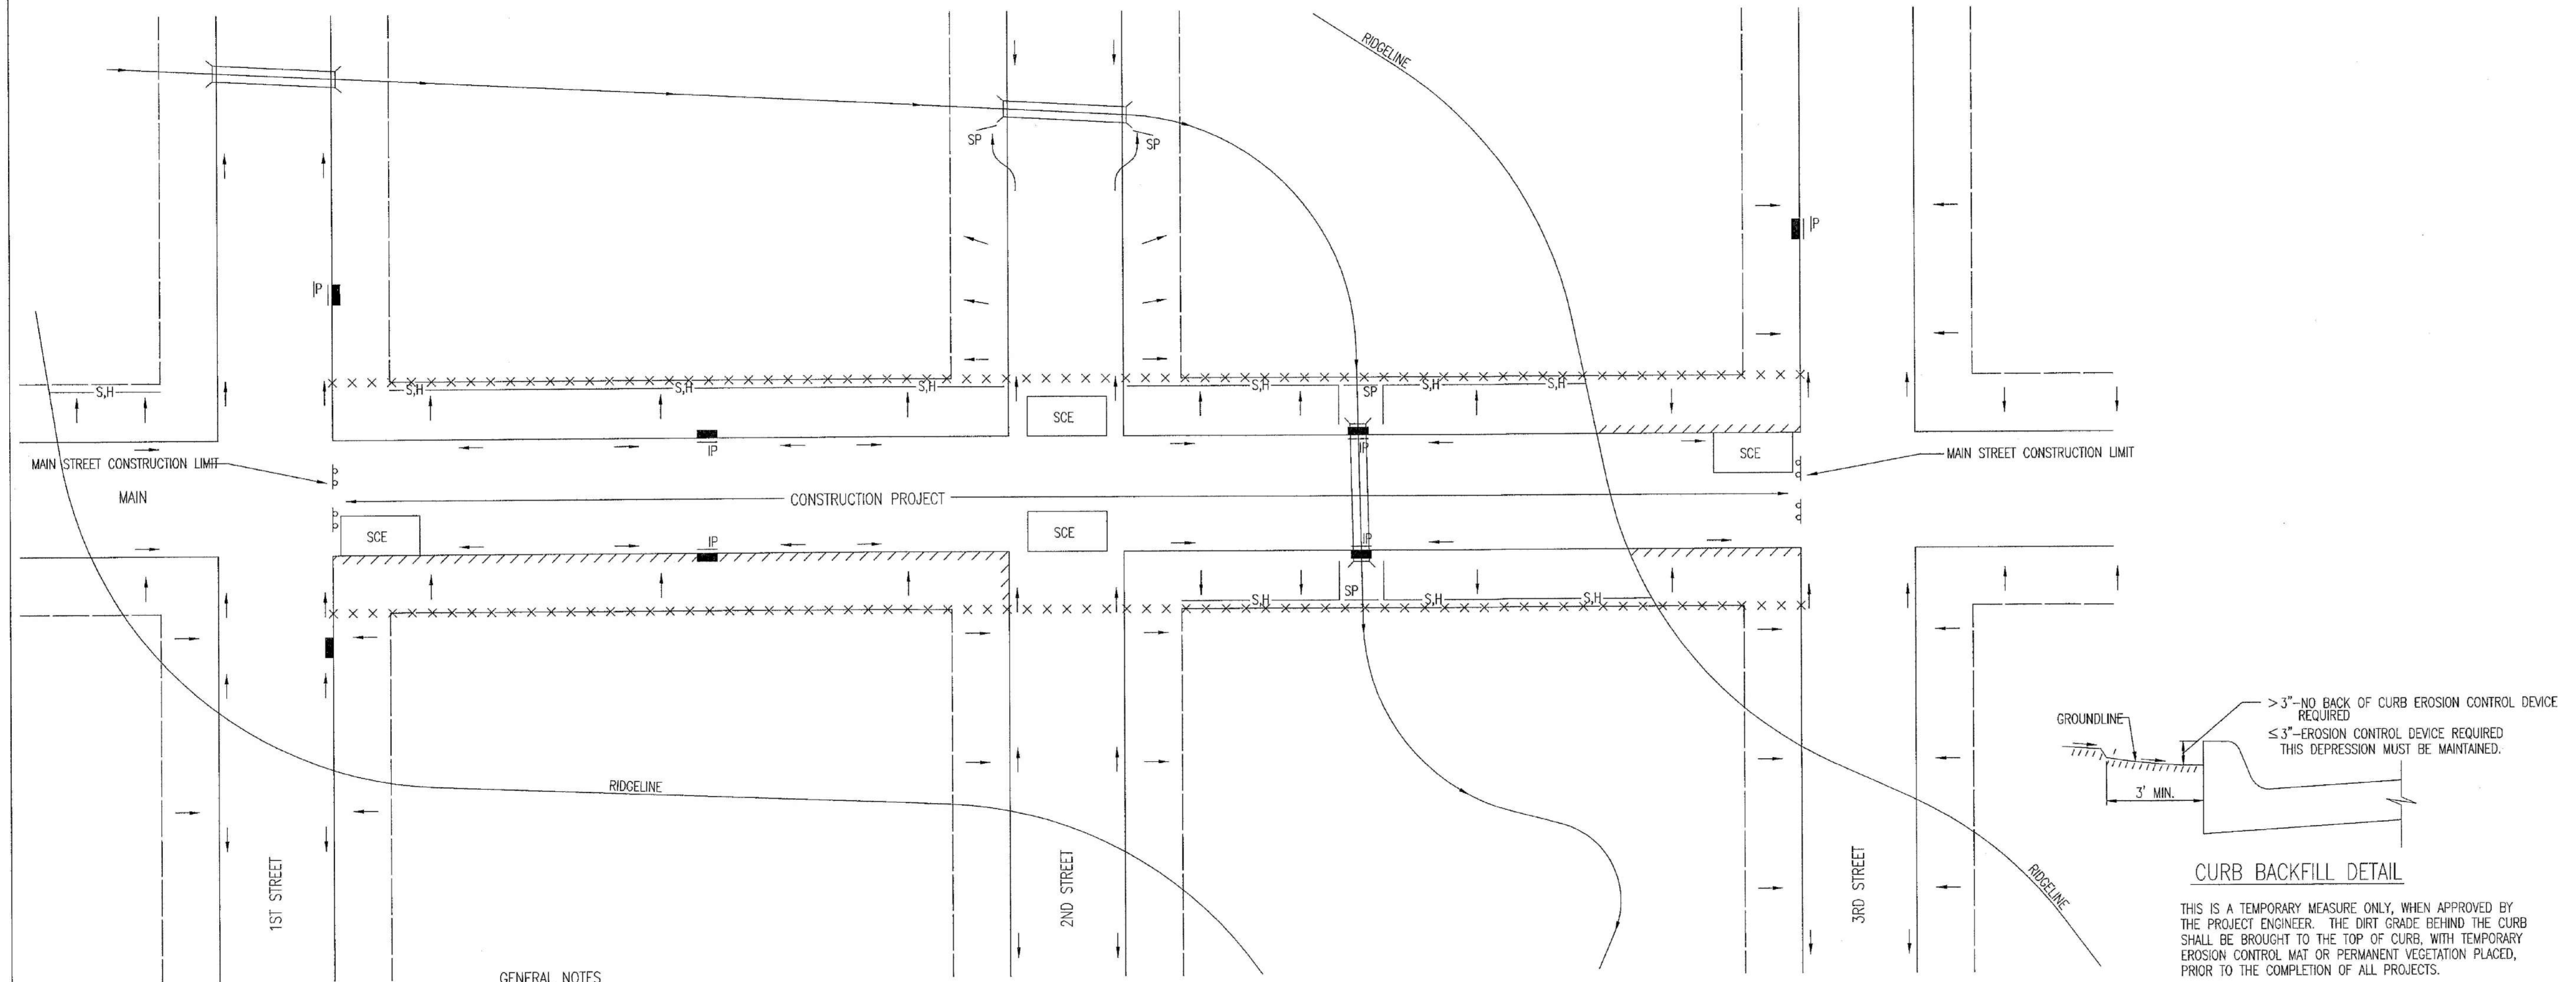 RIDGELINE
SP
SP
IP
IP
S,H
S,H
S,H
S,H
S,H
SP
S,H
S,H
SCE
SCE
IP
IP
MAIN STREET CONSTRUCTION LIMIT
MAIN STREET CONSTRUCTION LIMIT
MAIN
CONSTRUCTION PROJECT
SCE
SCE
IP
IP
S,H
SP
S,H
S,H
RIDGELINE
RIDGELINE
1ST STREET
2ND STREET
3RD STREET
GROUNDLINE
>3"-NO BACK OF CURB EROSION CONTROL DEVICE
REQUIRED
≤3"-EROSION CONTROL DEVICE REQUIRED
THIS DEPRESSION MUST BE MAINTAINED.
3' MIN.
CURB BACKFILL DETAIL
THIS IS A TEMPORARY MEASURE ONLY, WHEN APPROVED BY
THE PROJECT ENGINEER. THE DIRT GRADE BEHIND THE CURB
SHALL BE BROUGHT TO THE TOP OF CURB, WITH TEMPORARY
EROSION CONTROL MAT OR PERMANENT VEGETATION PLACED,
PRIOR TO THE COMPLETION OF ALL PROJECTS.
GENERAL NOTES